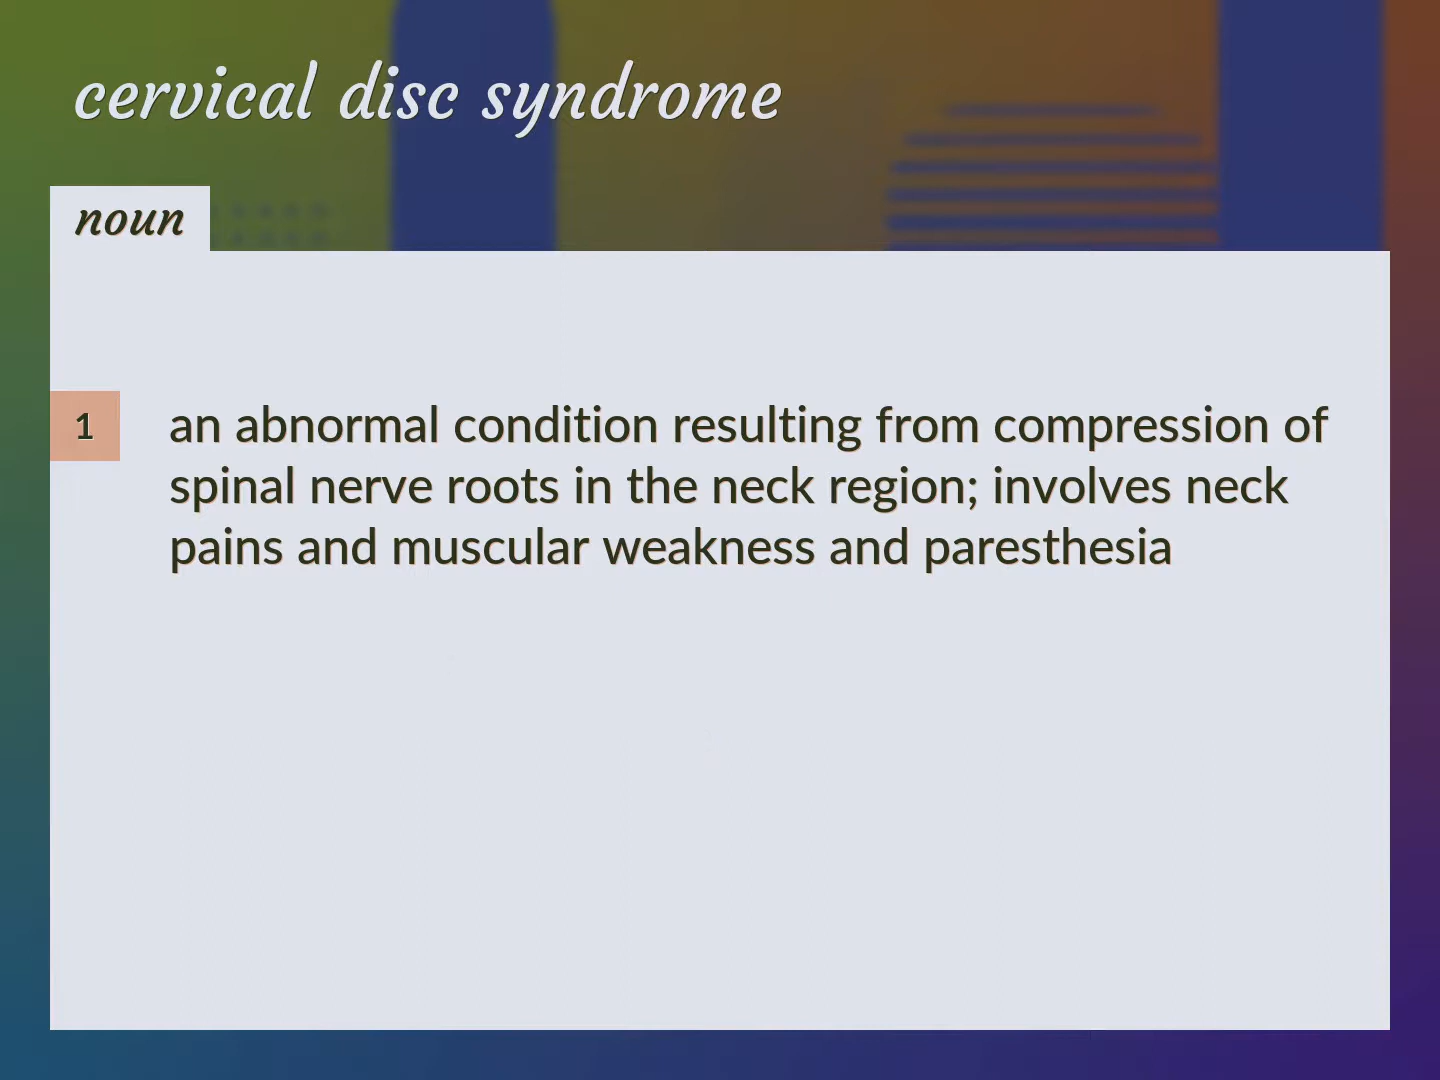 cervical disc syndrome
noun
1
an abnormal condition resulting from compression of
spinal nerve roots in the neck region; involves neck
pains and muscular weakness and paresthesia